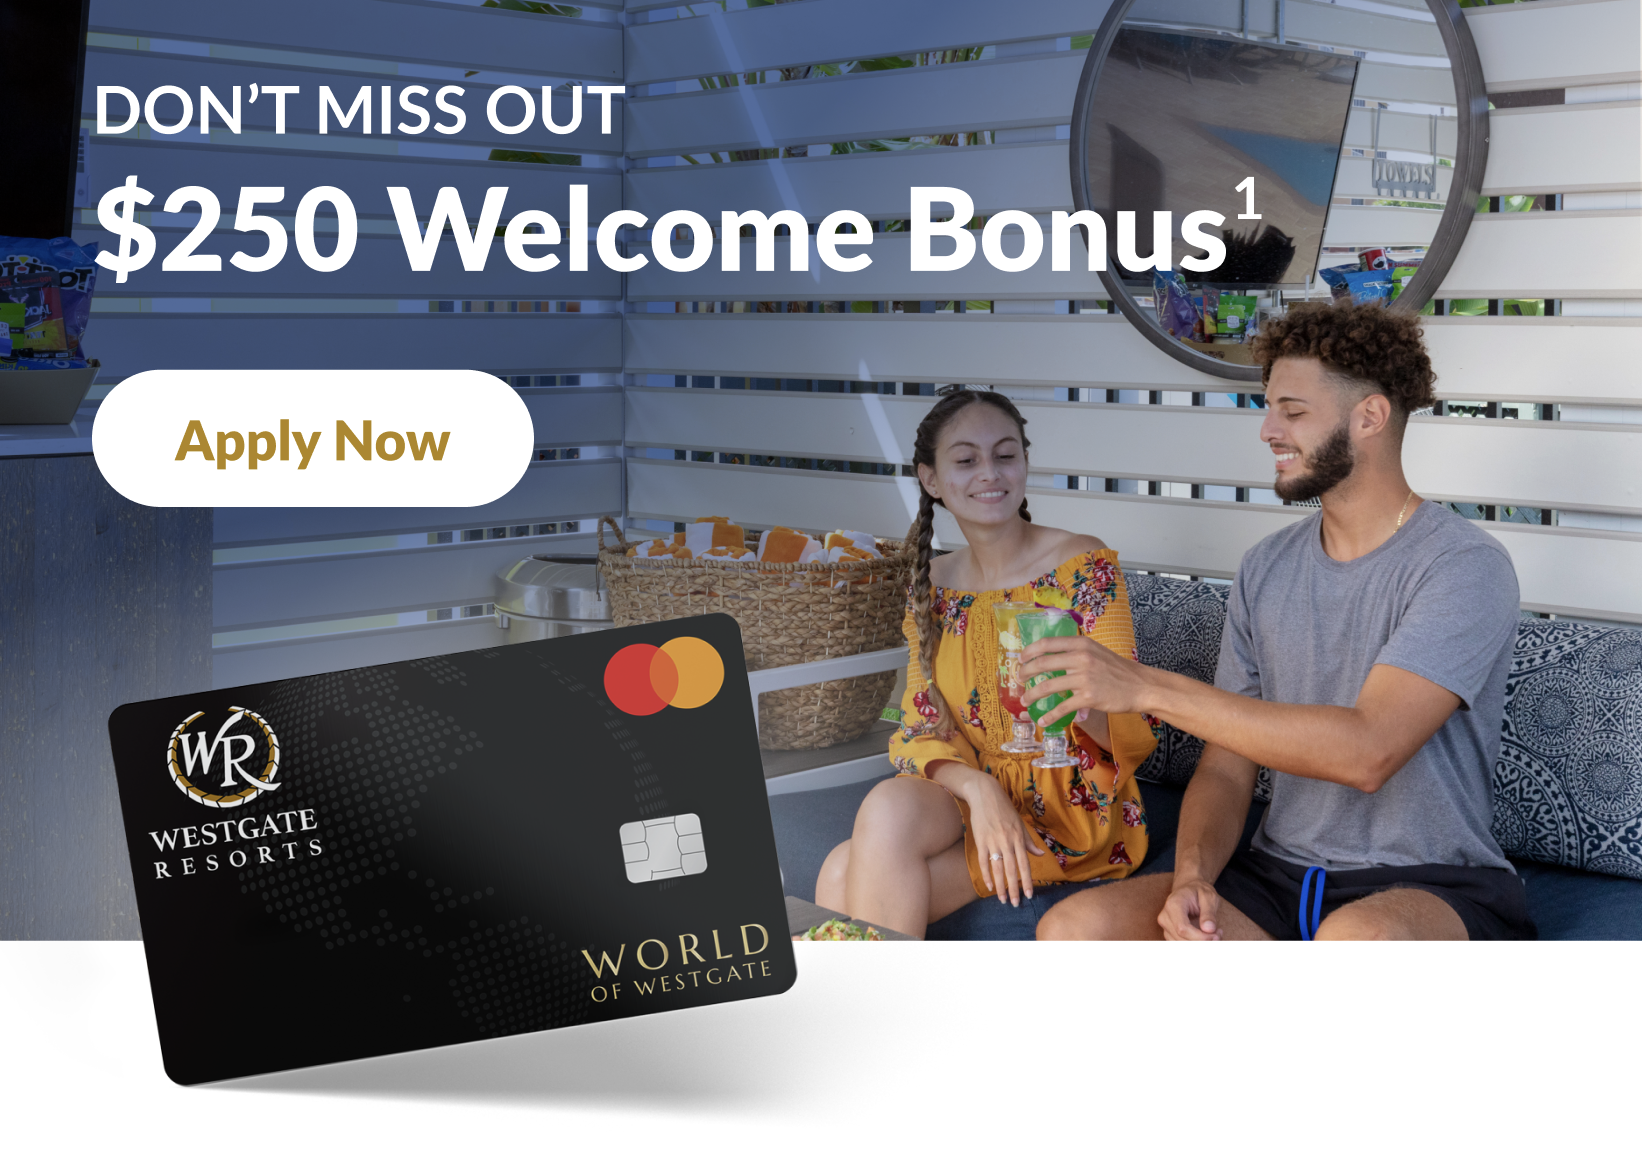 DON'T MISS OUT
$250 Welcome Bonus¹
Apply Now
WR
WESTGATE
RESORTS
WORLD
OF WESTGATE